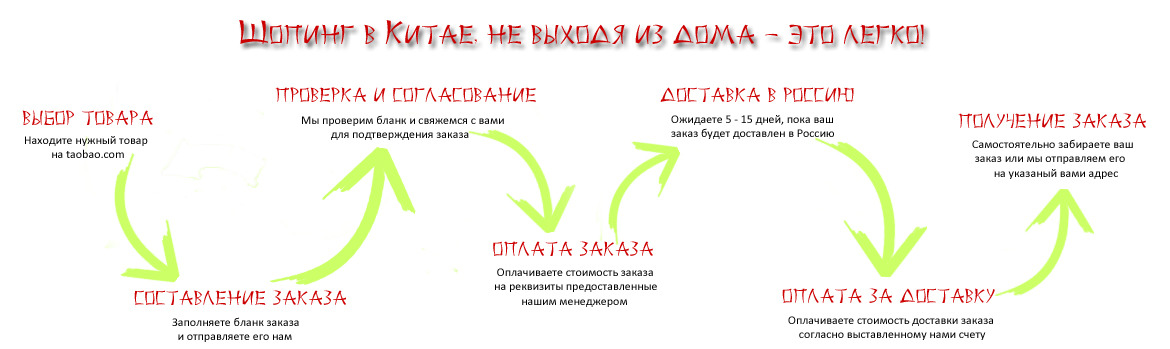 Шопинг в Китае, не выходя из дома – это легко!
Выбор товара
Находите нужный товар
на taobao.com
Составление заказа
Заполняете бланк заказа
и отправляете его нам
Проверка и согласование
Мы проверим бланк и свяжемся с вами
для подтверждения заказа
Оплата заказа
Оплачиваете стоимость заказа
на реквизиты предоставленные
нашим менеджером
Доставка в Россию
Ожидаете 5 - 15 дней, пока ваш
заказ будет доставлен в Россию
Оплата за доставку
Оплачиваете стоимость доставки заказа
согласно выставленному нами счету
Получение заказа
Самостоятельно забираете ваш
заказ или мы отправляем его
на указаный вами адрес